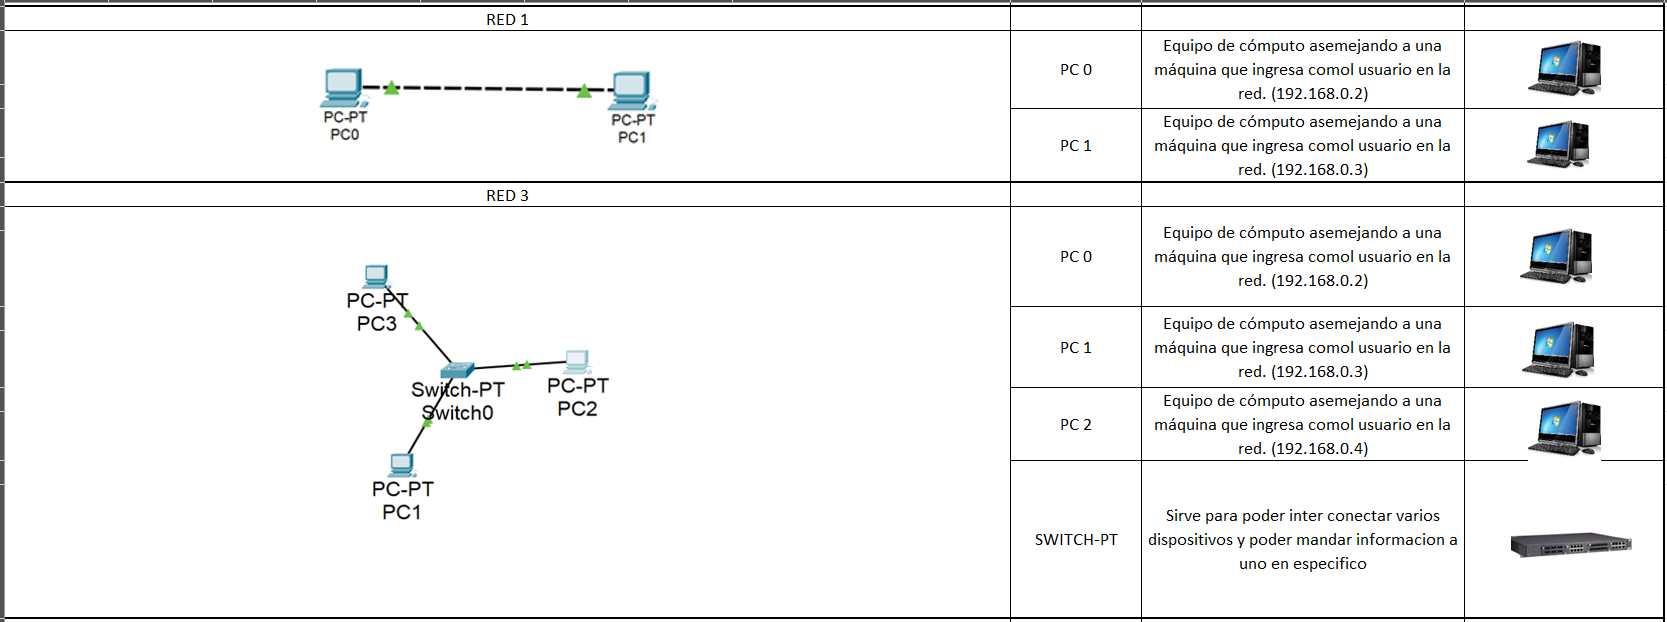 RED 1
PC-PT
PC0
PC-PT
PC1
PC 0
Equipo de cómputo asemejando a una
máquina que ingresa comol usuario en la
red. (192.168.0.2)
PC 1
Equipo de cómputo asemejando a una
máquina que ingresa comol usuario en la
red. (192.168.0.3)
RED 3
PC-PT
PC3
Switch-PT
Switch0
PC-PT
PC2
PC-PT
PC1
PC 0
Equipo de cómputo asemejando a una
máquina que ingresa comol usuario en la
red. (192.168.0.2)
PC 1
Equipo de cómputo asemejando a una
máquina que ingresa comol usuario en la
red. (192.168.0.3)
PC 2
Equipo de cómputo asemejando a una
máquina que ingresa comol usuario en la
red. (192.168.0.4)
SWITCH-PT
Sirve para poder inter conectar varios
dispositivos y poder mandar informacion a
uno en especifico